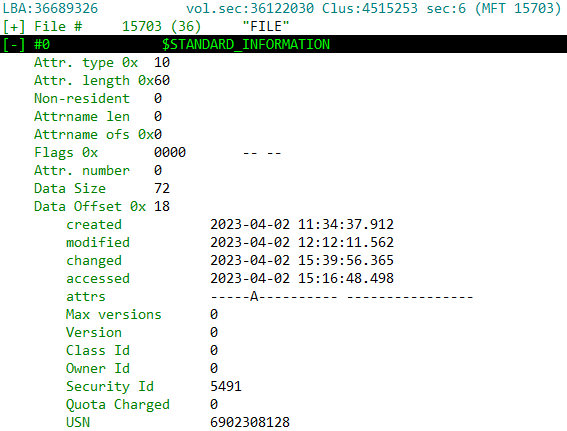 LBA:36689326 vol.sec:36122030 Clus:4515253 sec:6 (MFT 15703)
[+] File # 15703 (36) "FILE"
[-] #0 $STANDARD_INFORMATION
Attr. type 0x 10
Attr. length 0x60
Non-resident 0
Attrname len 0
Attrname ofs 0x0
Flags 0x 0000 -- --
Attr. number 0
Data Size 72
Data Offset 0x 18
created 2023-04-02 11:34:37.912
modified 2023-04-02 12:12:11.562
changed 2023-04-02 15:39:56.365
accessed 2023-04-02 15:16:48.498
attrs -----A---------- ----------------
Max versions 0
Version 0
Class Id 0
Owner Id 0
Security Id 5491
Quota Charged 0
USN 6902308128